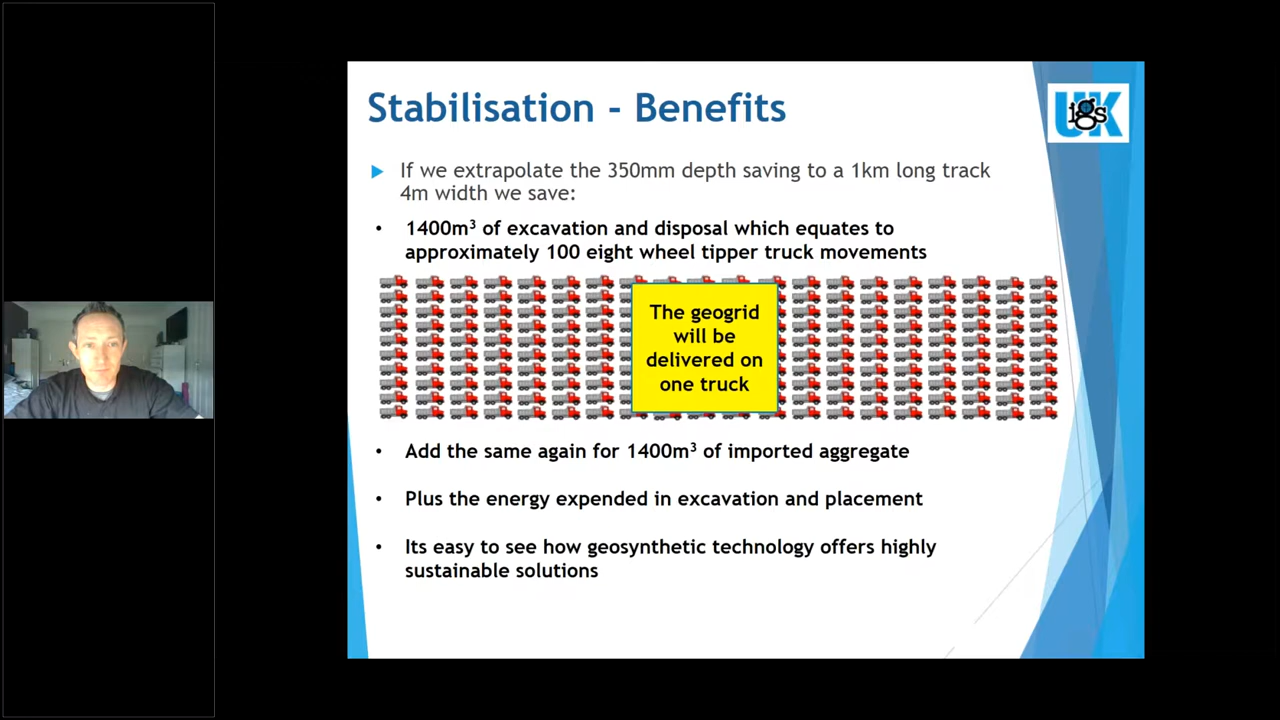 Stabilisation - Benefits
UK
igs
If we extrapolate the 350mm depth saving to a 1km long track
4m width we save:
• 1400m³ of excavation and disposal which equates to
approximately 100 eight wheel tipper truck movements
The geogrid
will be
delivered on
one truck
• Add the same again for 1400m³ of imported aggregate
• Plus the energy expended in excavation and placement
• Its easy to see how geosynthetic technology offers highly
sustainable solutions